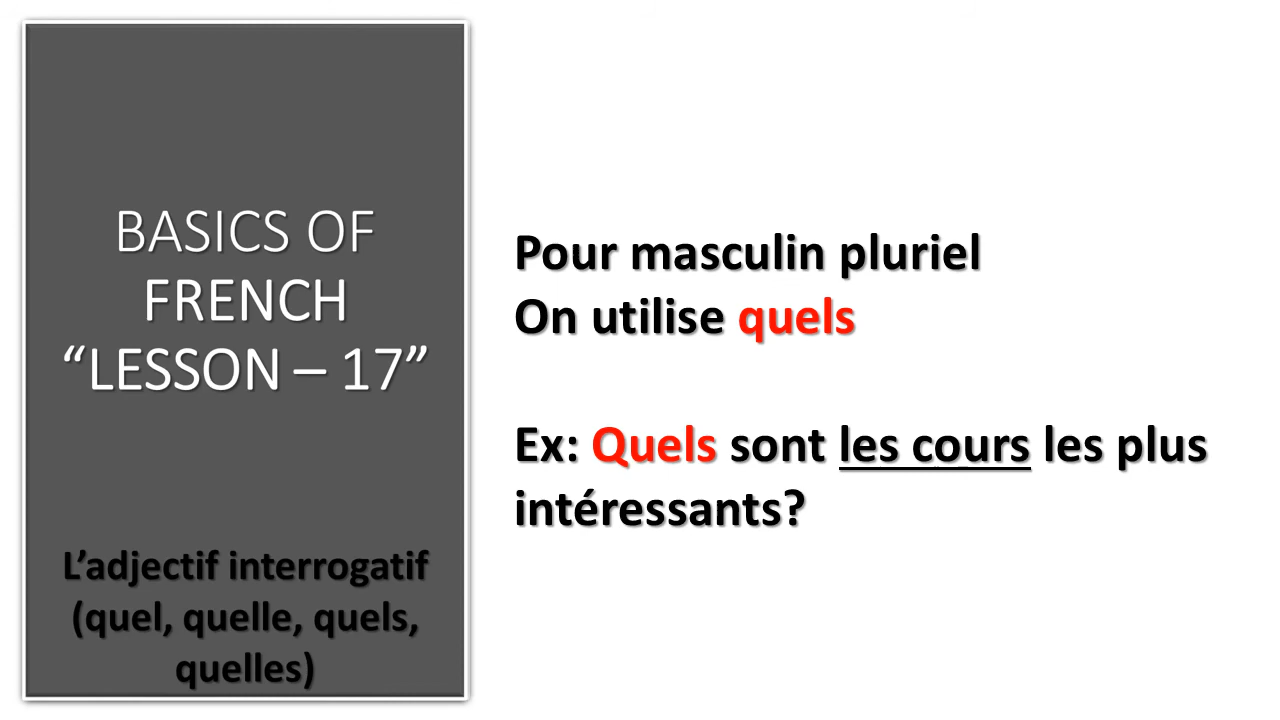 BASICS OF
FRENCH
“LESSON – 17”
L’adjectif interrogatif
(quel, quelle, quels,
quelles)
Pour masculin pluriel
On utilise quels
Ex: Quels sont les cours les plus
intéressants?